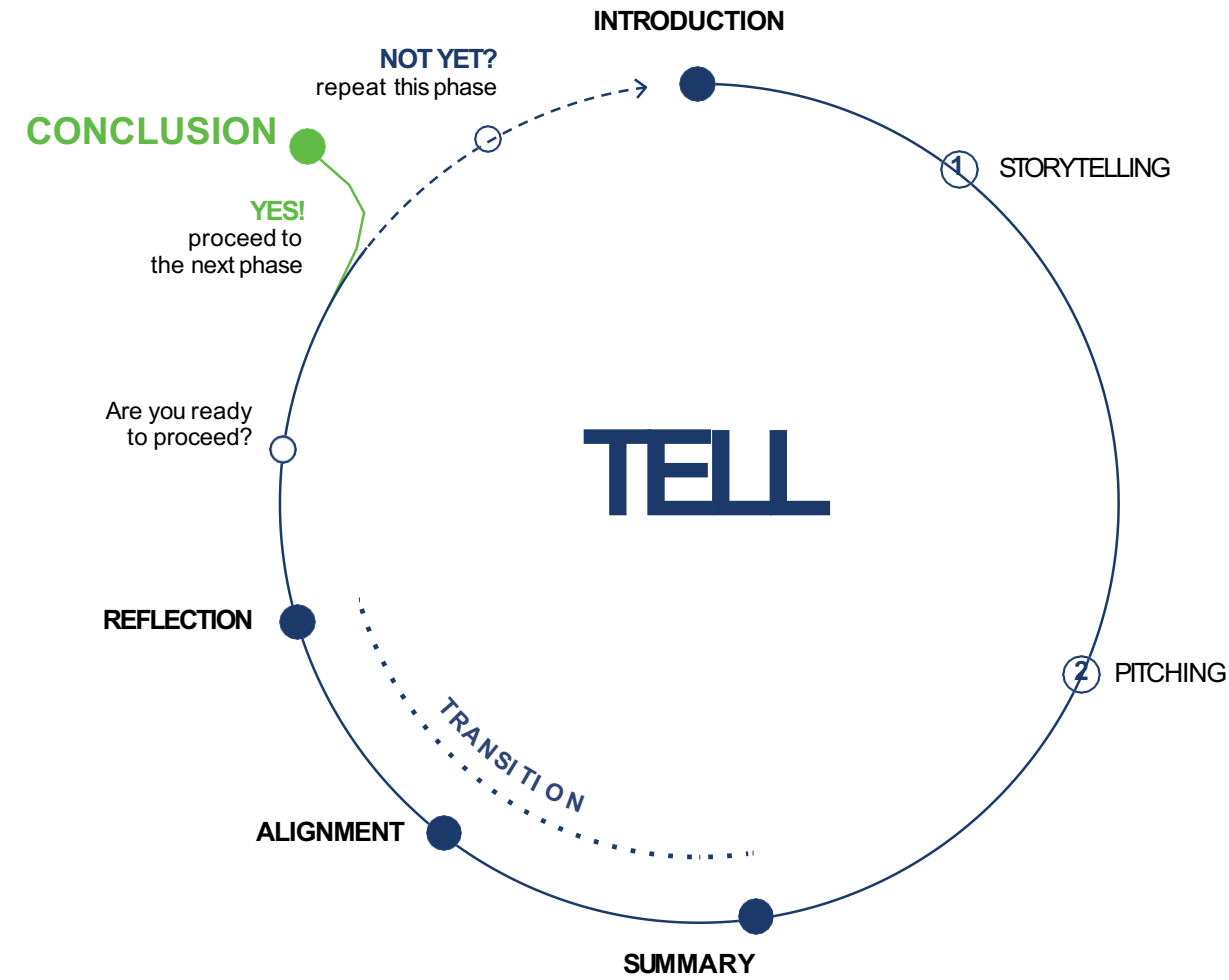 INTRODUCTION
NOT YET?
repeat this phase
CONCLUSION
1 STORYTELLING
YES!
proceed to
the next phase
Are you ready
to proceed?
TELL
REFLECTION
2 PITCHING
TRANSITION
ALIGNMENT
SUMMARY